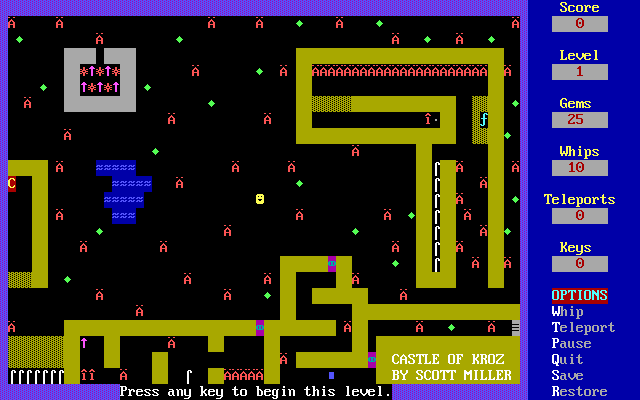 Score
0
Level
1
Gems
25
Whips
10
Teleports
0
Keys
0
OPTIONS
Whip
Teleport
Pause
Quit
Save
Restore
C
CASTLE OF KROZ
BY SCOTT MILLER
Press any key to begin this level.